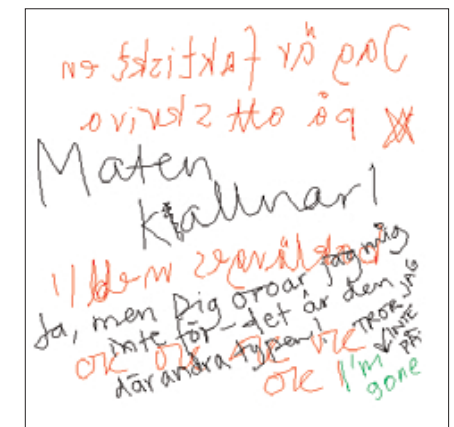 Jag är faktiskt en
på att skriva.
Maten
kallnar!
Ja, men Dig oroar jag mig
inte för - det är den
där andra typen!
TROR JAG
INTE
PÅ.
I'm
gone